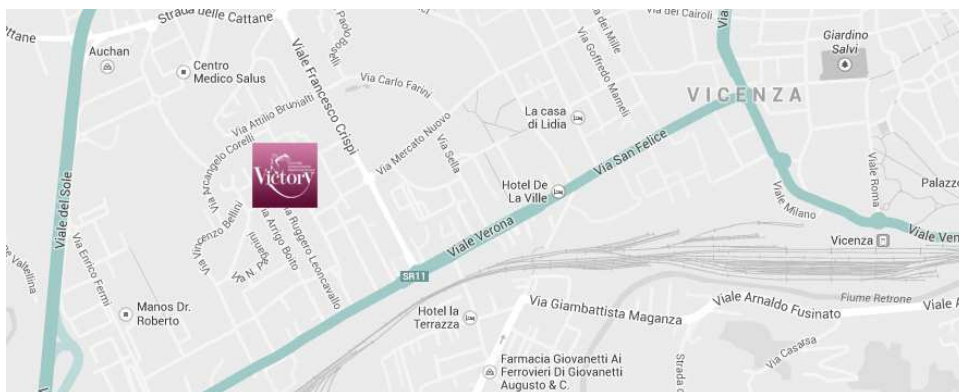 Strada delle Cattane
Cattane
Auchan
Centro
Medico Salus
Viale Francesco Crispi
Via Carlo Farini
Via Attilio Brunialti
Via Arcangelo Corelli
Victory
Via Vincenzo Bellini
Via Arrigo Boito
Via Ruggero Leoncavallo
Viale del Sole
Via Enrico Fermi
Manos Dr.
Roberto
Via Mercato Nuovo
Via Sella
La casa
di Lidia
Via Goffredo Mameli
Via dei Cairoli
VICENZA
Giardino
Salvi
Via San Felice
Hotel De
La Ville
Viale Verona
SR11
Viale Milano
Viale Roma
Palazzo
Vicenza
Viale Ven
Hotel la
Terrazza
Via Giambattista Maganza
Viale Arnaldo Fusinato
Fiume Retrone
Viale A
Via Casarsa
Strada C
Farmacia Giovanetti Ai
Ferrovieri Di Giovanetti
Augusto & C.